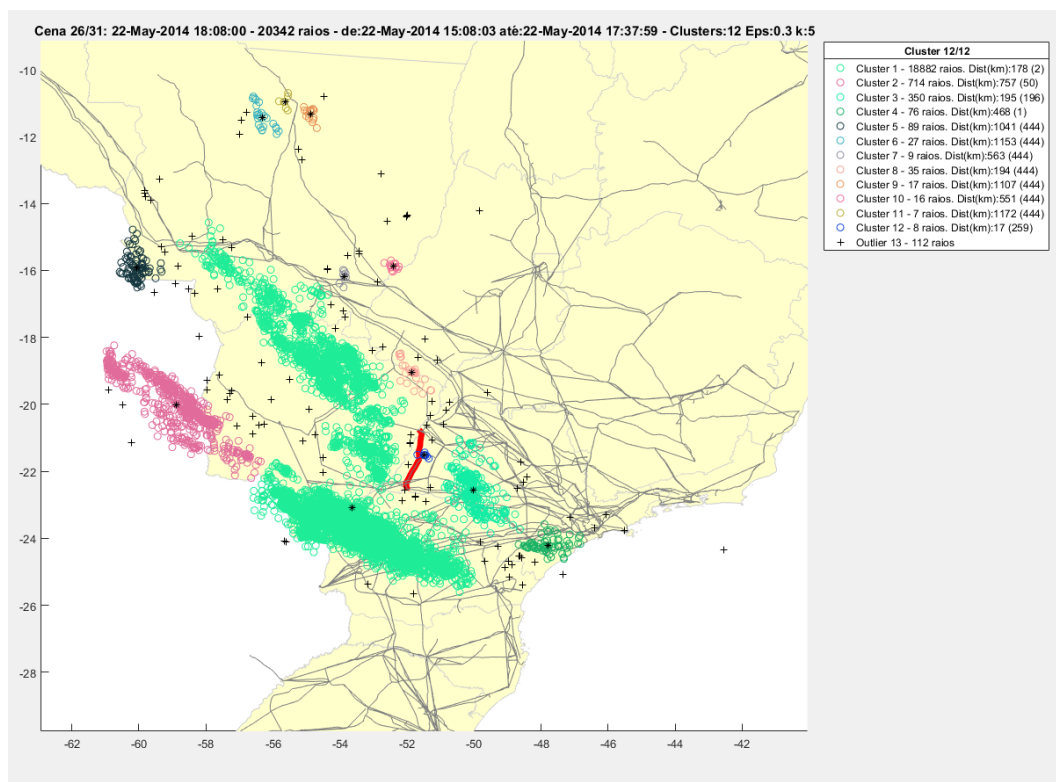 Cena 26/31: 22-May-2014 18:08:00 - 20342 raios - de:22-May-2014 15:08:03 até:22-May-2014 17:37:59 - Clusters:12 Eps:0.3 k:5
Cluster 12/12
Cluster 1 - 18882 raios. Dist(km):178 (2)
Cluster 2 - 714 raios. Dist(km):757 (50)
Cluster 3 - 350 raios. Dist(km):195 (196)
Cluster 4 - 76 raios. Dist(km):468 (1)
Cluster 5 - 89 raios. Dist(km):1041 (444)
Cluster 6 - 27 raios. Dist(km):1153 (444)
Cluster 7 - 9 raios. Dist(km):563 (444)
Cluster 8 - 35 raios. Dist(km):194 (444)
Cluster 9 - 17 raios. Dist(km):1107 (444)
Cluster 10 - 16 raios. Dist(km):551 (444)
Cluster 11 - 7 raios. Dist(km):1172 (444)
Cluster 12 - 8 raios. Dist(km):17 (259)
Outlier 13 - 112 raios
-10
-12
-14
-16
-18
-20
-22
-24
-26
-28
-62 -60 -58 -56 -54 -52 -50 -48 -46 -44 -42